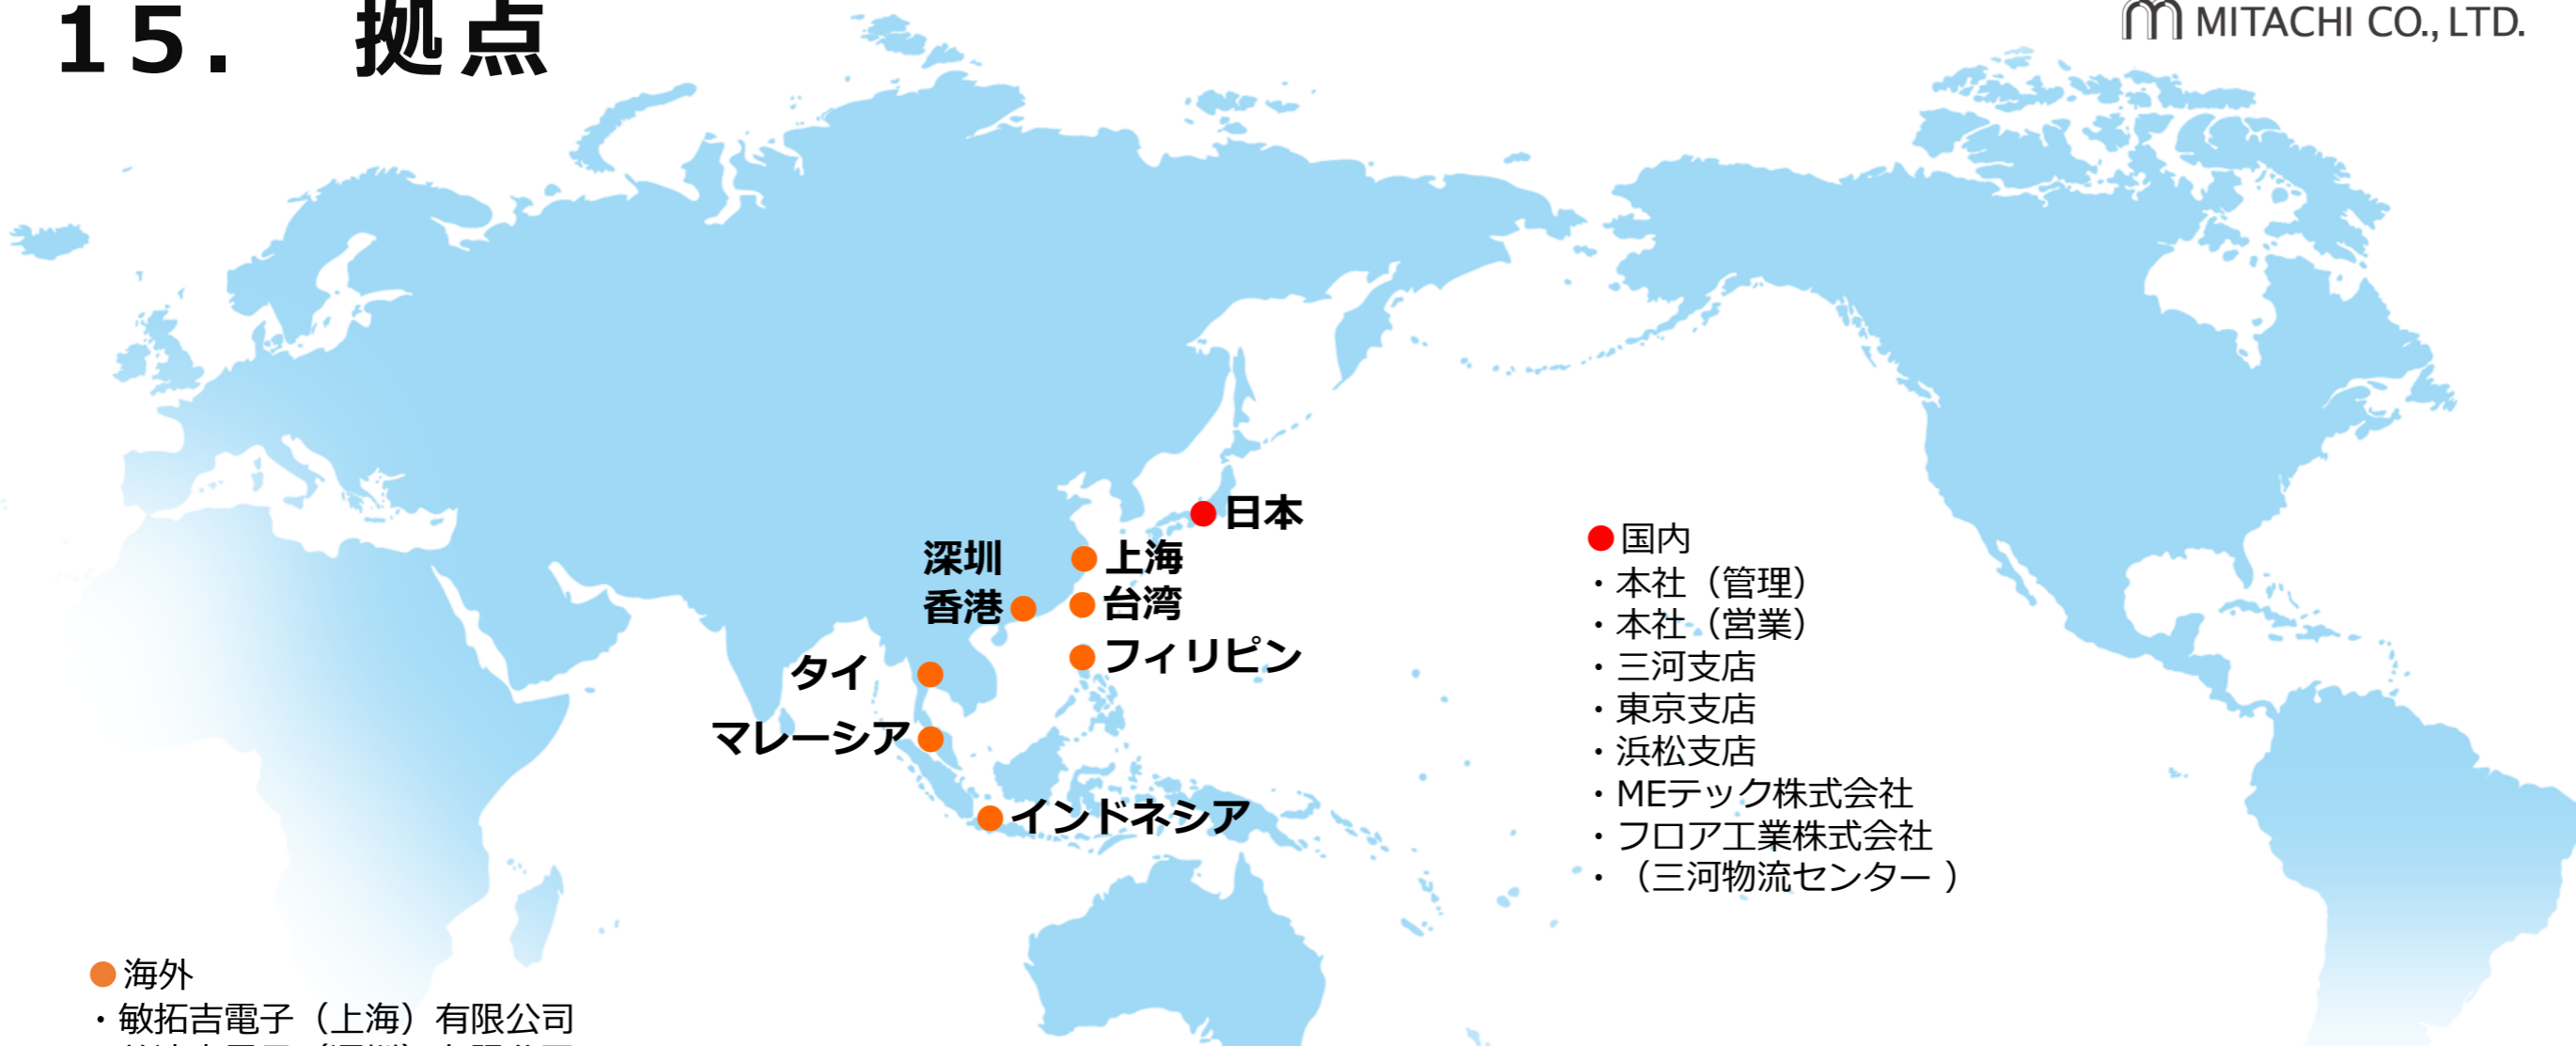 15. 拠点
MITACHI CO., LTD.
日本
深圳
上海
香港
台湾
フィリピン
タイ
マレーシア
インドネシア
国内
・本社（管理）
・本社（営業）
・三河支店
・東京支店
・浜松支店
・MEテック株式会社
・フロア工業株式会社
・（三河物流センター ）
海外
・敏拓吉電子（上海）有限公司